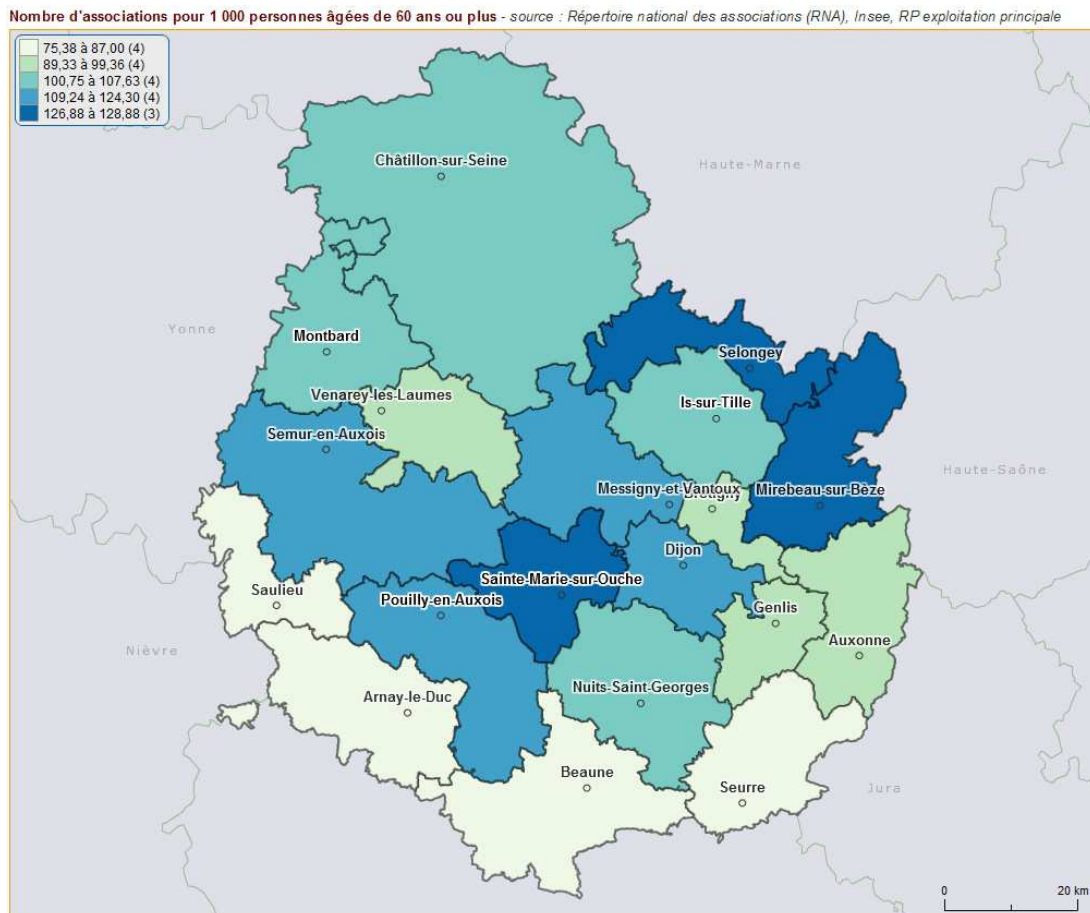 Nombre d'associations pour 1 000 personnes âgées de 60 ans ou plus - source : Répertoire national des associations (RNA), Insee, RP exploitation principale
75,38 à 87,00 (4)
89,33 à 99,36 (4)
100,75 à 107,63 (4)
109,24 à 124,30 (4)
126,88 à 128,88 (3)
Châtillon-sur-Seine
Haute-Marne
Yonne
Montbard
Selongey
Venarey-les-Laumes
Is-sur-Tille
Semur-en-Auxois
Haute-Saône
Messigny-et-Vantoux
Mirebeau-sur-Bèze
Dijon
Sainte-Marie-sur-Ouche
Saulieu
Pouilly-en-Auxois
Genlis
Auxonne
Nièvre
Nuits-Saint-Georges
Arnay-le-Duc
Beaune
Seurre
Jura
0 20 km